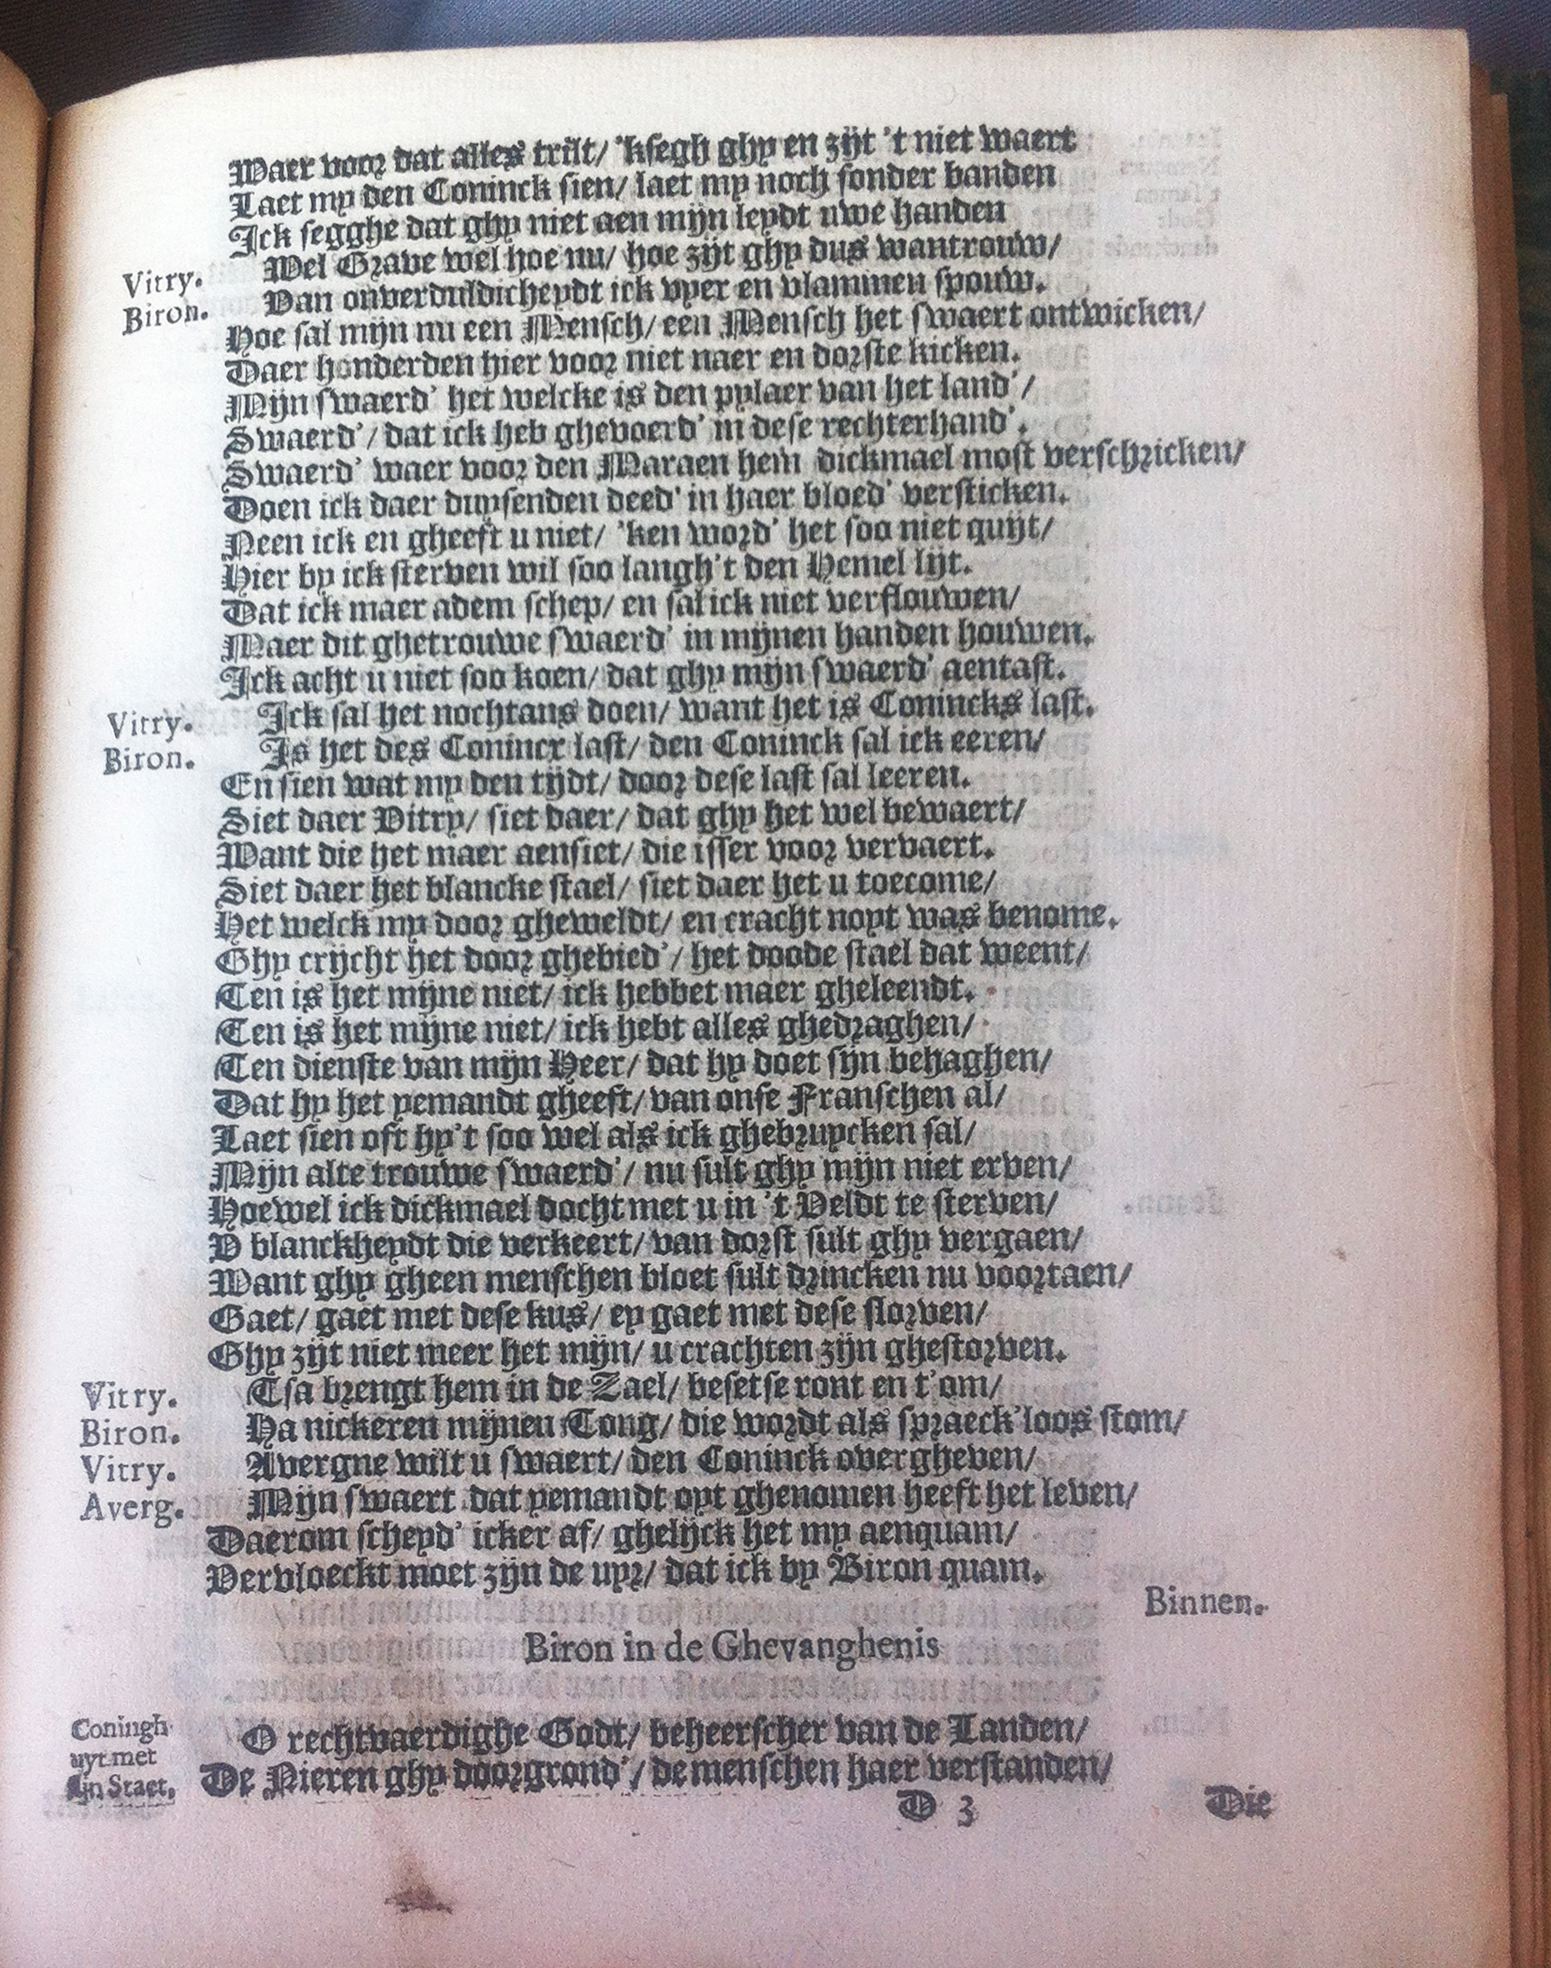 Waer voor dat alles trilt/ 'ksegh ghy en zijt 't niet waert
Laet my den Coninck sien/ laet my noch sonder banden
Ick segghe dat ghy niet aen mijn leydt uwe handen
Vitry. Wel Grave wel hoe nu/ hoe zijt ghy dus wantrouw/
Biron. Van onverduldicheydt ick vyer en vlammen spouw.
Hoe sal mijn nu een Mensch/ een Mensch het swaert ontwicken/
Daer honderden hier voor niet naer en dorste kicken.
Mijn swaerd' het welcke is den pylaer van het land'/
Swaerd'/ dat ick heb ghevoerd' in dese rechterhand'.
Swaerd' waer voor den Maraen hem dickmael most verschricken/
Doen ick daer duysenden deed' in haer bloed' versticken.
Neen ick en gheeft u niet/ 'ken word' het soo niet quijt/
Hier by ick sterven wil soo langh't den Hemel lijt.
Dat ick maer adem schep/ en sal ick niet verflouwen/
Maer dit ghetrouwe swaerd' in mijnen handen houwen.
Ick acht u niet soo koen/ dat ghy mijn swaerd' aentast.
Vitry. Ick sal het nochtans doen/ want het is Conincks last.
Biron. Is het des Conincx last/ den Coninck sal ick eeren/
En sien wat my den tijdt/ door dese last sal leeren.
Siet daer Vitry/ siet daer/ dat ghy het wel bewaert/
Want die het maer aensiet/ die isser voor vervaert.
Siet daer het blancke stael/ siet daer het u toecome/
Het welck my door gheweldt/ en cracht noyt was benome.
Ghy crijcht het door ghebied'/ het doode stael dat weent/
Ten is het mijne niet/ ick hebbet maer gheleendt.
Ten is het mijne niet/ ick hebt alles ghedraghen/
Ten dienste van mijn Heer/ dat hy doet sijn behaghen/
Dat hy het yemandt gheeft/ van onse Franschen al/
Laet sien oft hy't soo wel als ick ghebruycken sal/
Mijn alte trouwe swaerd'/ nu sult ghy mijn niet erven/
Hoewel ick dickmael docht met u in 't Veldt te sterven/
O blanckheydt die verkeert/ van dorst sult ghy vergaen/
Want ghy gheen menschen bloet sult drincken nu voortaen/
Gaet/ gaet met dese kus/ ey gaet met dese slorven/
Ghy zijt niet meer het mijn/ u crachten zijn ghestorven.
Vitry. Tsa brengt hem in de Zael/ beset se ront en t'om/
Biron. Ha nickeren mijnen Tong/ die wordt als spraeck'loos stom/
Vitry. Avergne wilt u swaert/ den Coninck overgheven/
Averg. Mijn swaert dat yemandt oyt ghenomen heeft het leven/
Daerom scheyd' icker af/ ghelijck het my aenquam/
Vervloeckt moet zijn de uyr/ dat ick by Biron quam.
Binnen.
Biron in de Ghevanghenis
Coningh uyt met sijn Staet. O rechtvaerdighe Godt/ beheerscher van de Landen/
De Nieren ghy doorgrond'/ de menschen haer verstanden/
D 3 Die